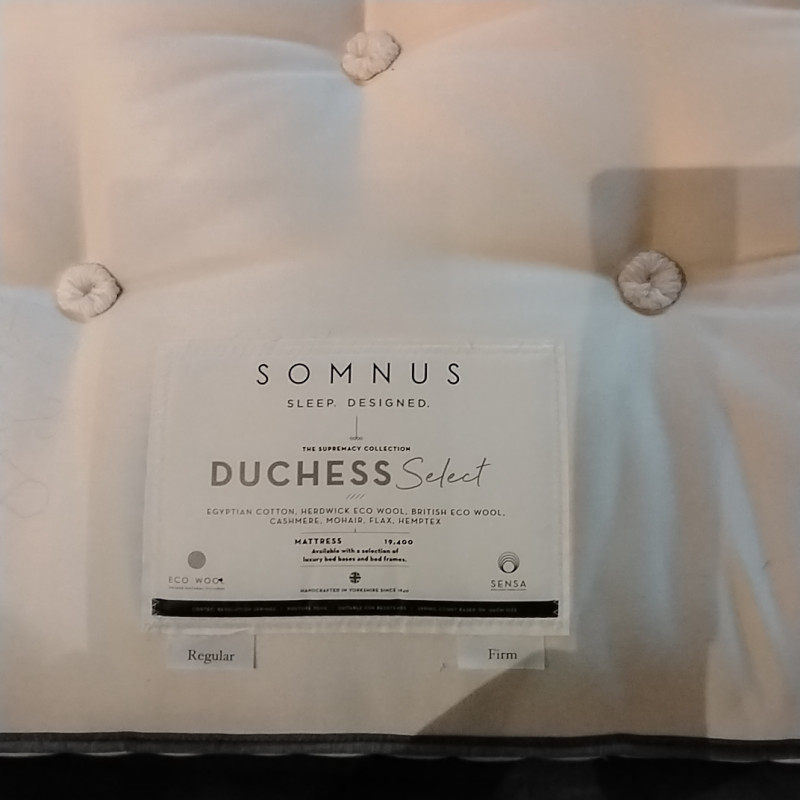 SOMNUS
SLEEP. DESIGNED.
THE SUPREMACY COLLECTION
DUCHESS Select
////
EGYPTIAN COTTON, HERDWICK ECO WOOL, BRITISH ECO WOOL,
CASHMERE, MOHAIR, FLAX, HEMPTEX
MATTRESS 19,400
Available with a selection of
luxury bed bases and bed frames.
ECO WOOL
SENSA
HANDCRAFTED IN YORKSHIRE SINCE
Regular
Firm